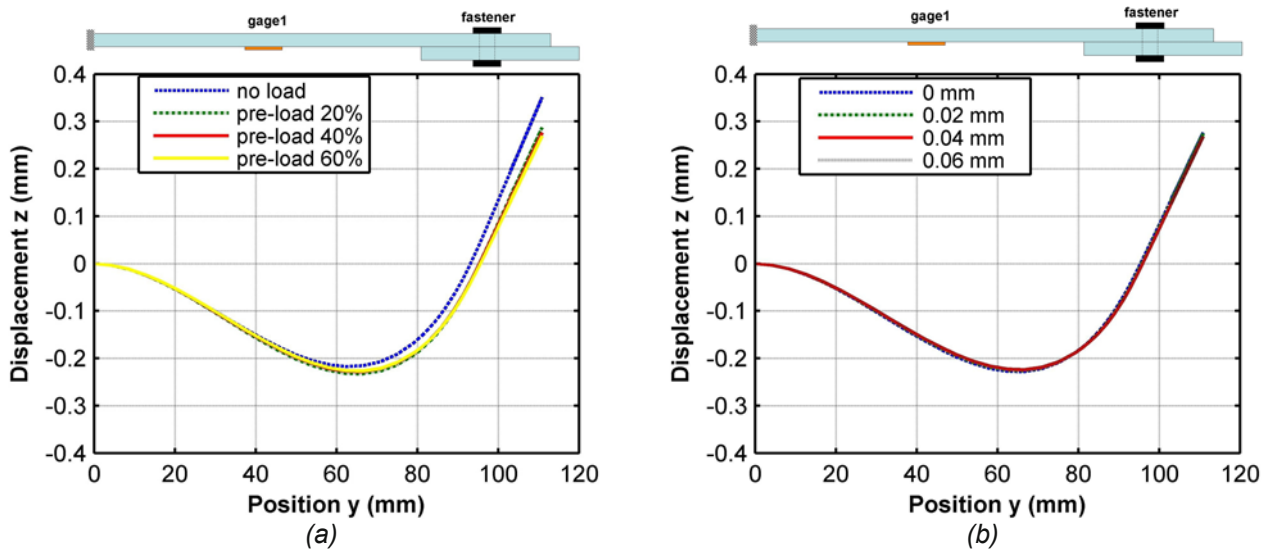 gage1
fastener
no load
pre-load 20%
pre-load 40%
pre-load 60%
0.4
0.3
0.2
0.1
0
-0.1
-0.2
-0.3
-0.4
Displacement z (mm)
0 20 40 60 80 100 120
Position y (mm)
(a)
gage1
fastener
0 mm
0.02 mm
0.04 mm
0.06 mm
0.4
0.3
0.2
0.1
0
-0.1
-0.2
-0.3
-0.4
Displacement z (mm)
0 20 40 60 80 100 120
Position y (mm)
(b)